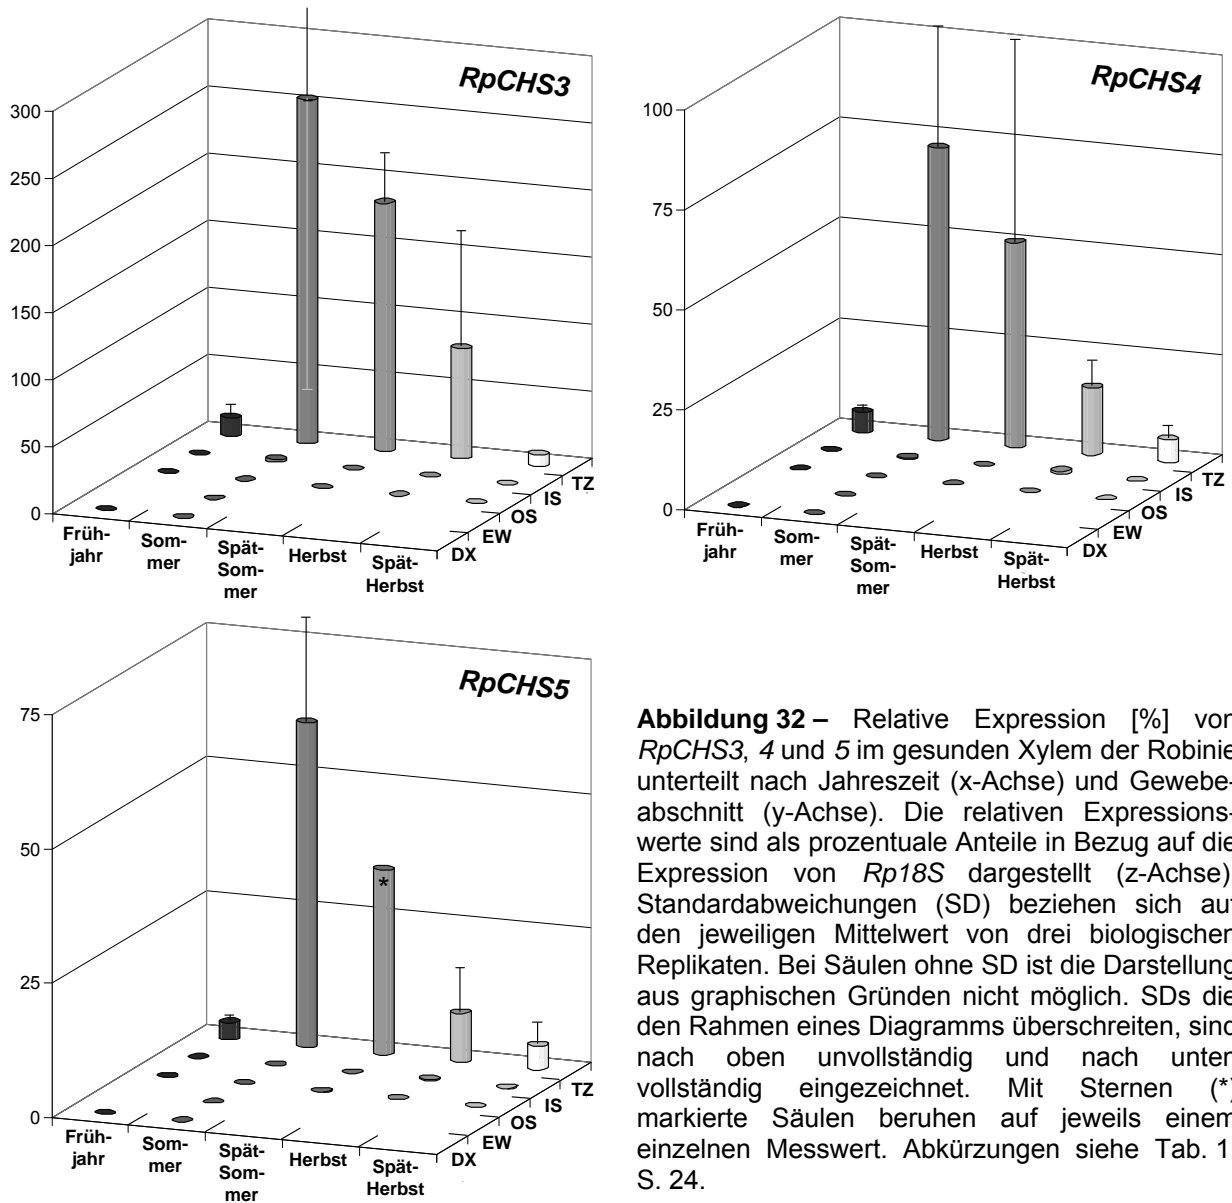 RpCHS3
300
250
200
150
100
50
0
Früh-
jahr
Som-
mer
Spät-
Som-
mer
Herbst
Spät-
Herbst
DX
EW
OS
IS
TZ
RpCHS4
100
75
50
25
0
Früh-
jahr
Som-
mer
Spät-
Som-
mer
Herbst
Spät-
Herbst
DX
EW
OS
IS
TZ
RpCHS5
75
50
25
0
*
Früh-
jahr
Som-
mer
Spät-
Som-
mer
Herbst
Spät-
Herbst
DX
EW
OS
IS
TZ
Abbildung 32 – Relative Expression [%] von
RpCHS3, 4 und 5 im gesunden Xylem der Robinie
unterteilt nach Jahreszeit (x-Achse) und Gewebe-
abschnitt (y-Achse). Die relativen Expressions-
werte sind als prozentuale Anteile in Bezug auf die
Expression von Rp18S dargestellt (z-Achse)
Standardabweichungen (SD) beziehen sich auf
den jeweiligen Mittelwert von drei biologischen
Replikaten. Bei Säulen ohne SD ist die Darstellung
aus graphischen Gründen nicht möglich. SDs die
den Rahmen eines Diagramms überschreiten, sind
nach oben unvollständig und nach unten
vollständig eingezeichnet. Mit Sternen (*)
markierte Säulen beruhen auf jeweils einem
einzelnen Messwert. Abkürzungen siehe Tab. 1
S. 24.